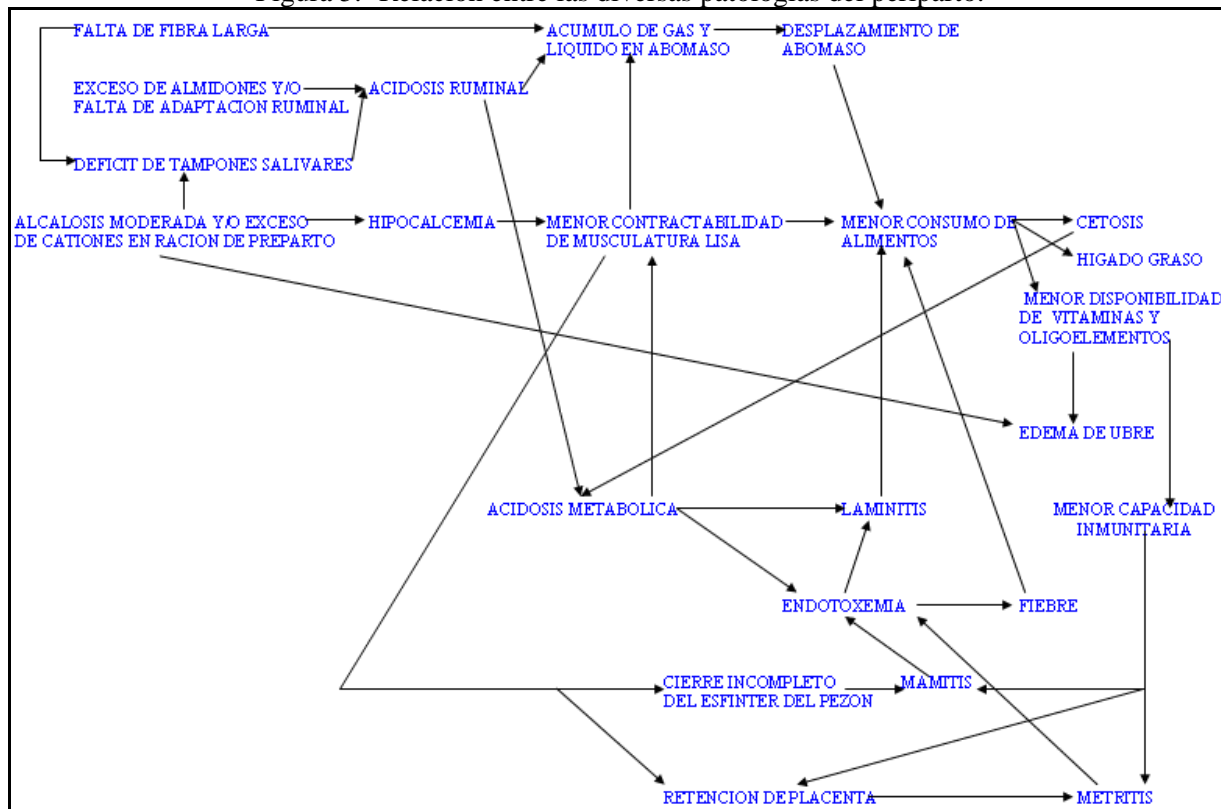 Figura 3. Relación entre las diversas patologías del periparto.
FALTA DE FIBRA LARGA
ACUMULO DE GAS Y
LIQUIDO EN ABOMASO
DESPLAZAMIENTO DE
ABOMASO
EXCESO DE ALMIDONES Y/O
FALTA DE ADAPTACION RUMINAL
ACIDOSIS RUMINAL
DEFICIT DE TAMPONES SALIVARES
ALCALOSIS MODERADA Y/O EXCESO
DE CATIONES EN RACION DE PREPARTO
HIPOCALCEMIA
MENOR CONTRACTABILIDAD
DE MUSCULATURA LISA
MENOR CONSUMO DE
ALIMENTOS
CETOSIS
HIGADO GRASO
MENOR DISPONIBILIDAD
DE VITAMINAS Y
OLIGOELEMENTOS
EDEMA DE UBRE
ACIDOSIS METABOLICA
LAMINITIS
MENOR CAPACIDAD
INMUNITARIA
ENDOTOXEMIA
FIEBRE
CIERRE INCOMPLETO
DEL ESFINTER DEL PEZON
MAMITIS
RETENCION DE PLACENTA
METRITIS